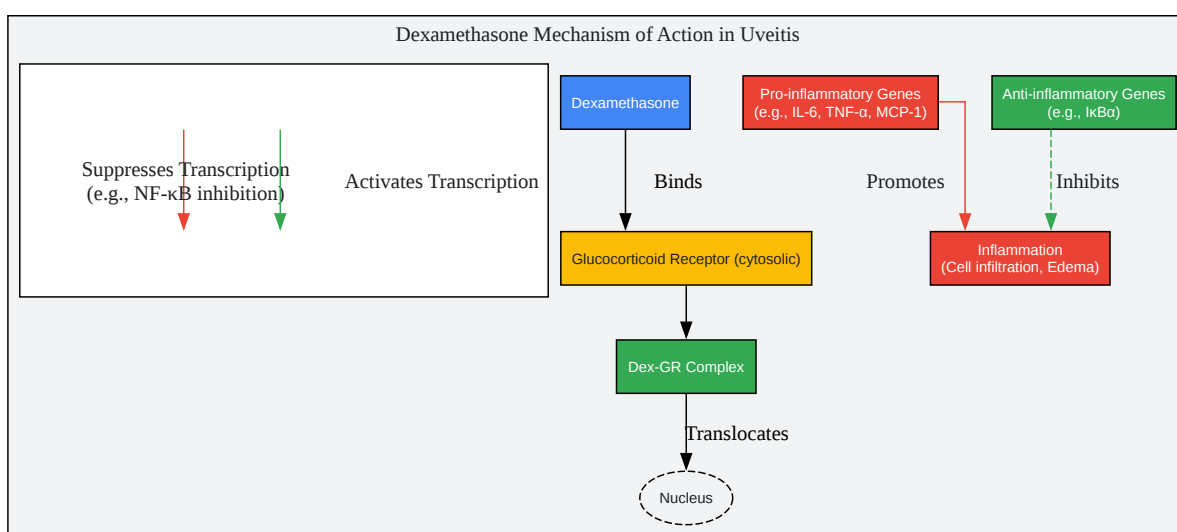 Dexamethasone Mechanism of Action in Uveitis
Dexamethasone
Pro-inflammatory Genes
(e.g., IL-6, TNF-α, MCP-1)
Anti-inflammatory Genes
(e.g., IκBα)
Suppresses Transcription
(e.g., NF-κB inhibition)
Activates Transcription
Binds
Promotes
Inhibits
Glucocorticoid Receptor (cytosolic)
Inflammation
(Cell infiltration, Edema)
Dex-GR Complex
Translocates
Nucleus